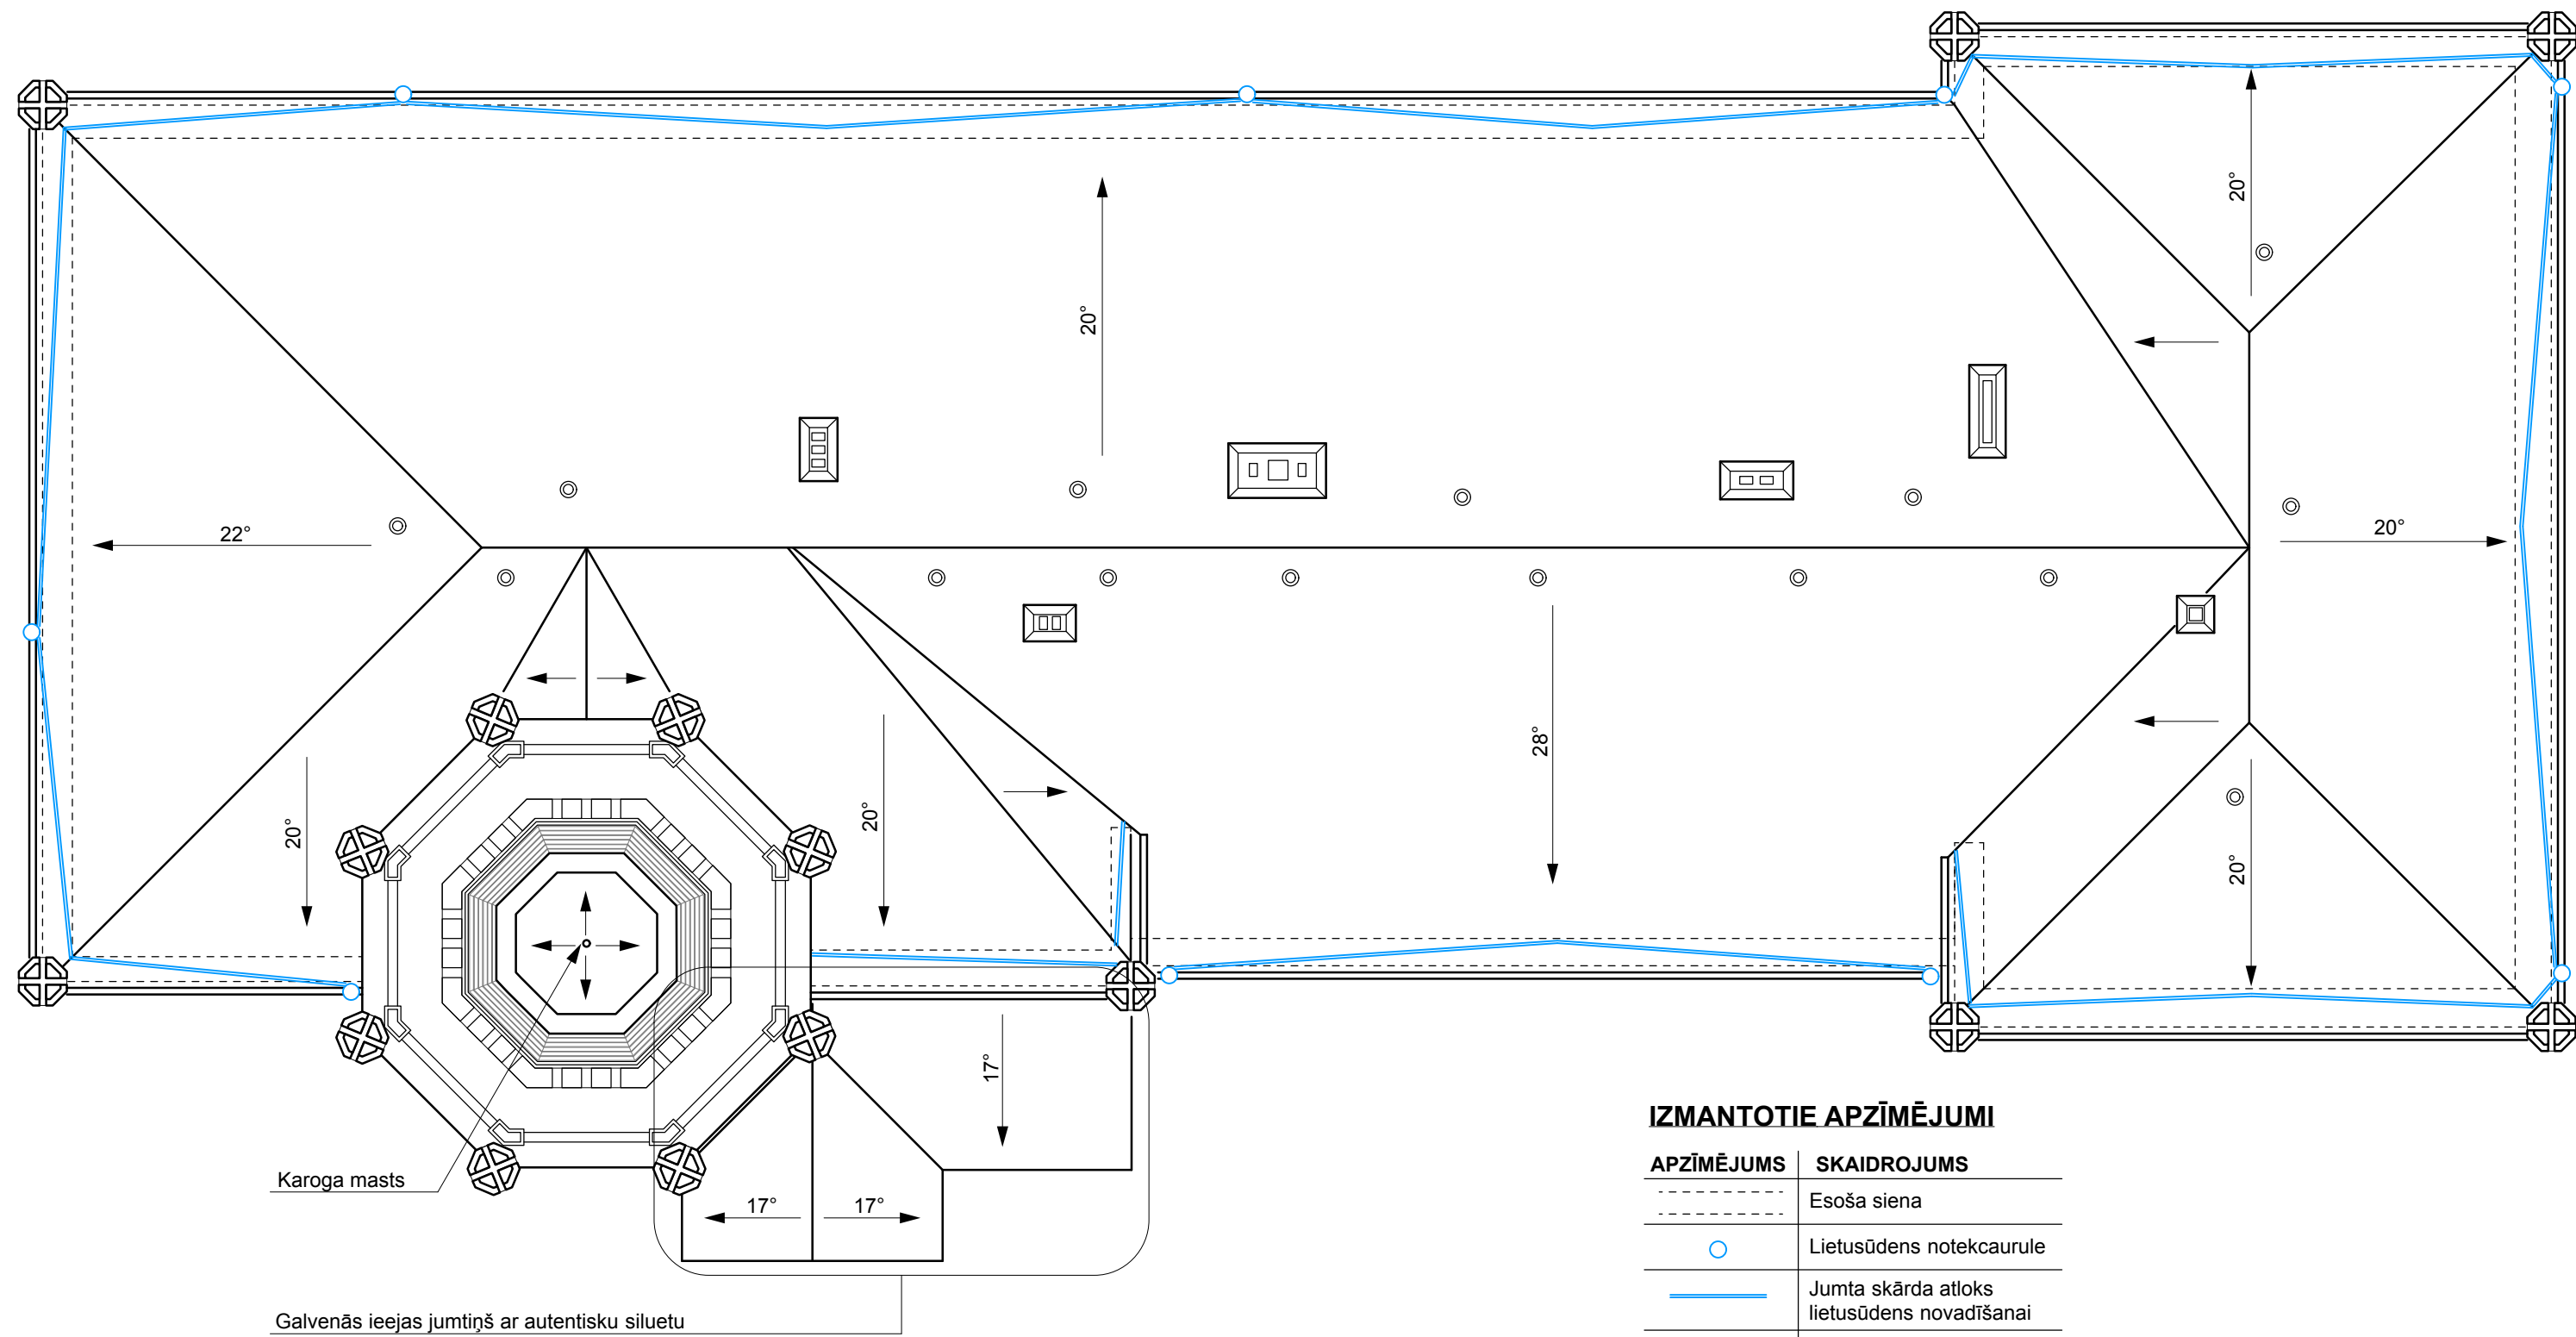 20°
20°
22°
20°
20°
20°
28°
20°
17°
17°
17°
Karoga masts
Galvenās ieejas jumtiņš ar autentisku siluetu
IZMANTOTIE APZĪMĒJUMI
APZĪMĒJUMS SKAIDROJUMS
Esoša siena
Lietusūdens notekcaurule
Jumta skārda atloks
lietusūdens novadīšanai